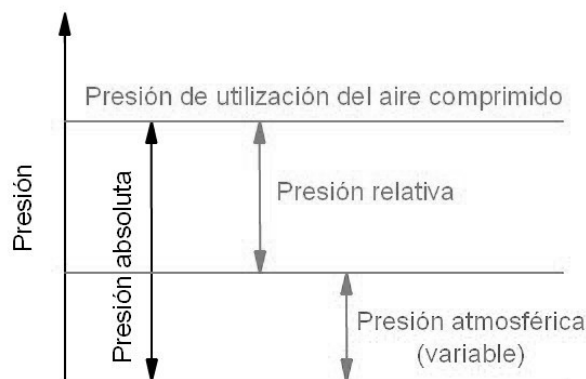 Presión de utilización del aire comprimido
Presión
Presión absoluta
Presión relativa
Presión atmosférica
(variable)